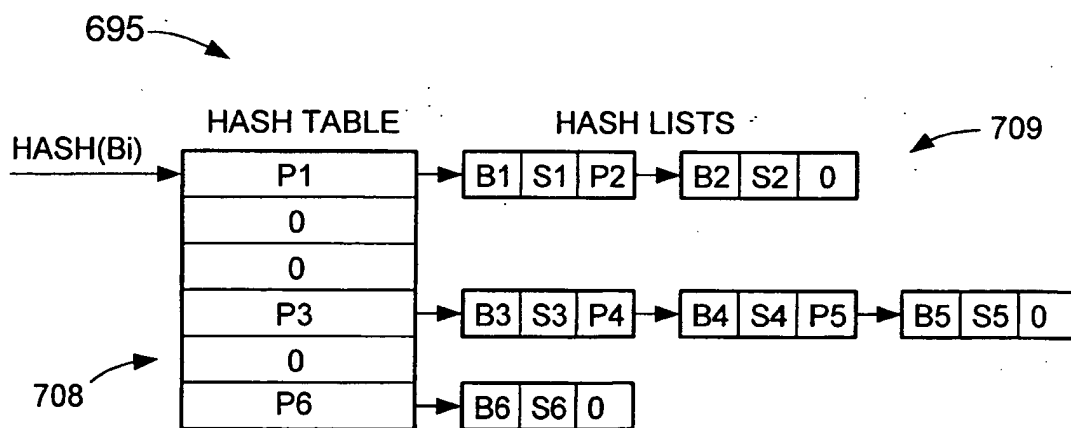 695
HASH TABLE HASH LISTS
709
HASH(Bi)
P1 B1 S1 P2 B2 S2 0
0
0
P3 B3 S3 P4 B4 S4 P5 B5 S5 0
0
708
P6 B6 S6 0